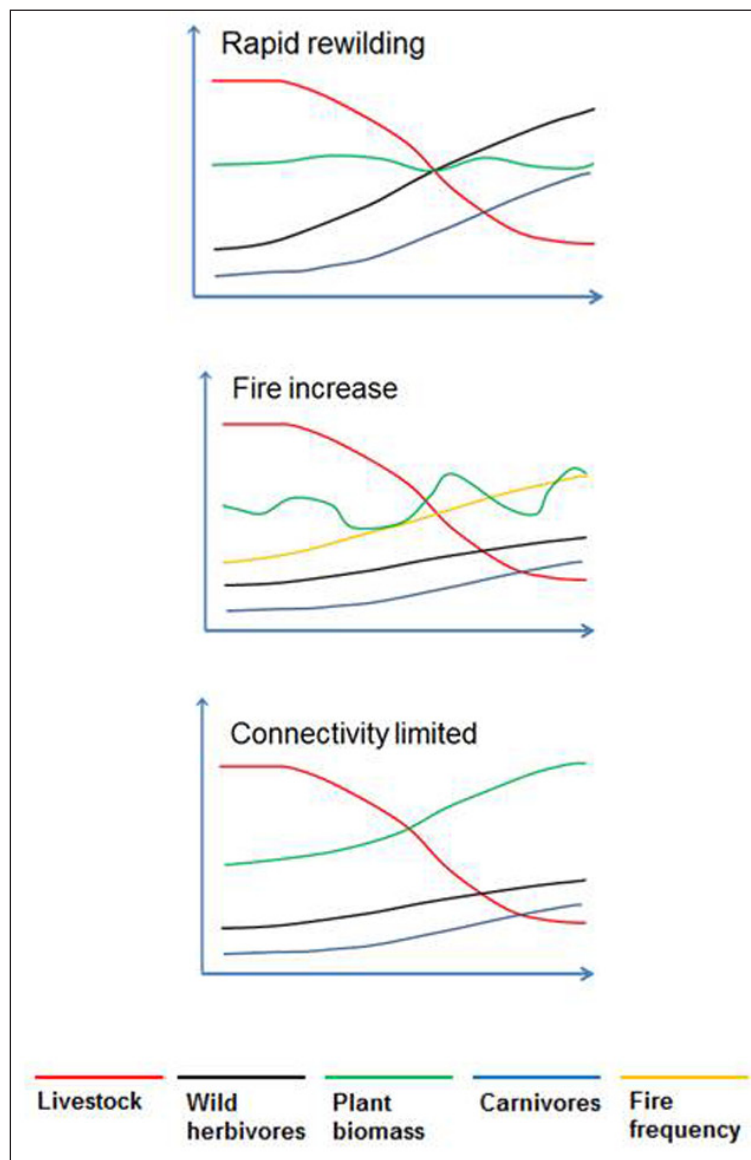 Rapid rewilding
Fire increase
Connectivity limited
Livestock
Wild
herbivores
Plant
biomass
Carnivores
Fire
frequency